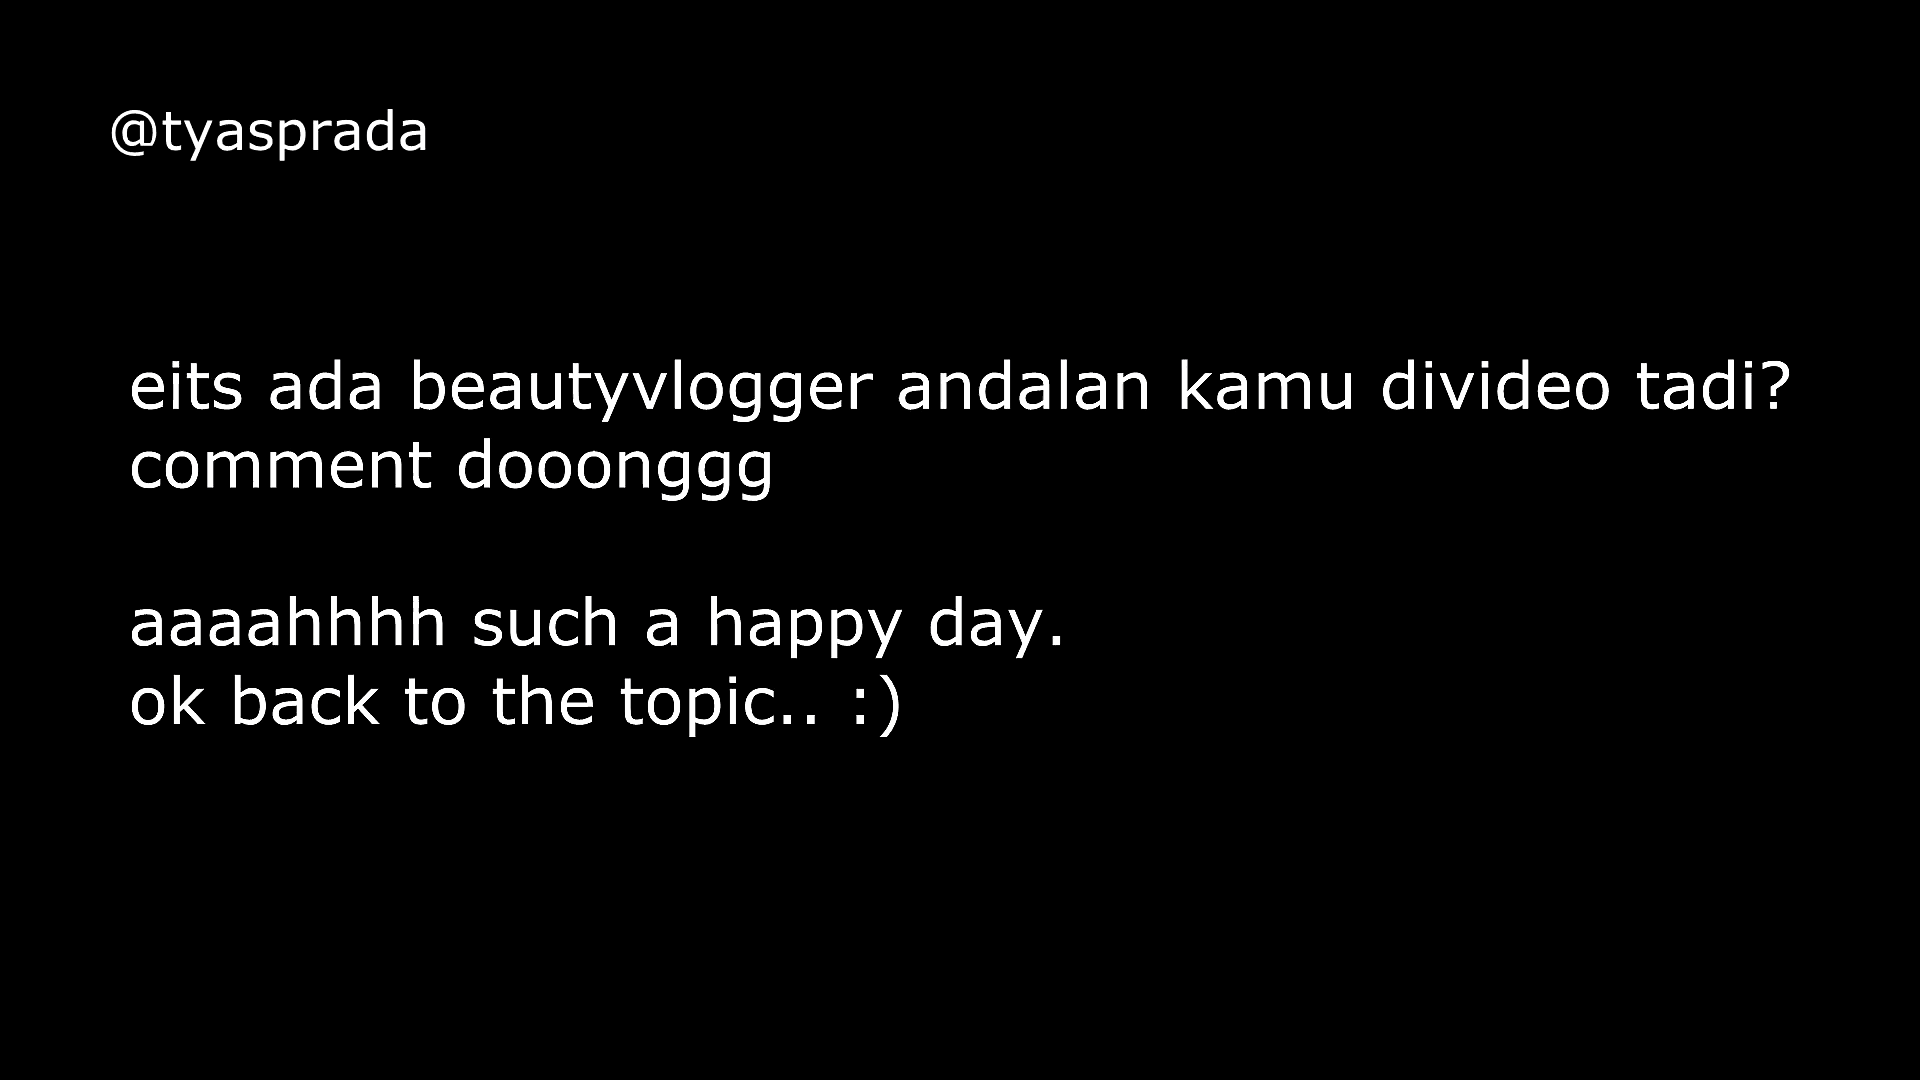 @tyasprada
eits ada beautyvlogger andalan kamu divideo tadi?
comment dooonggg
aaaahhhh such a happy day.
ok back to the topic.. :)